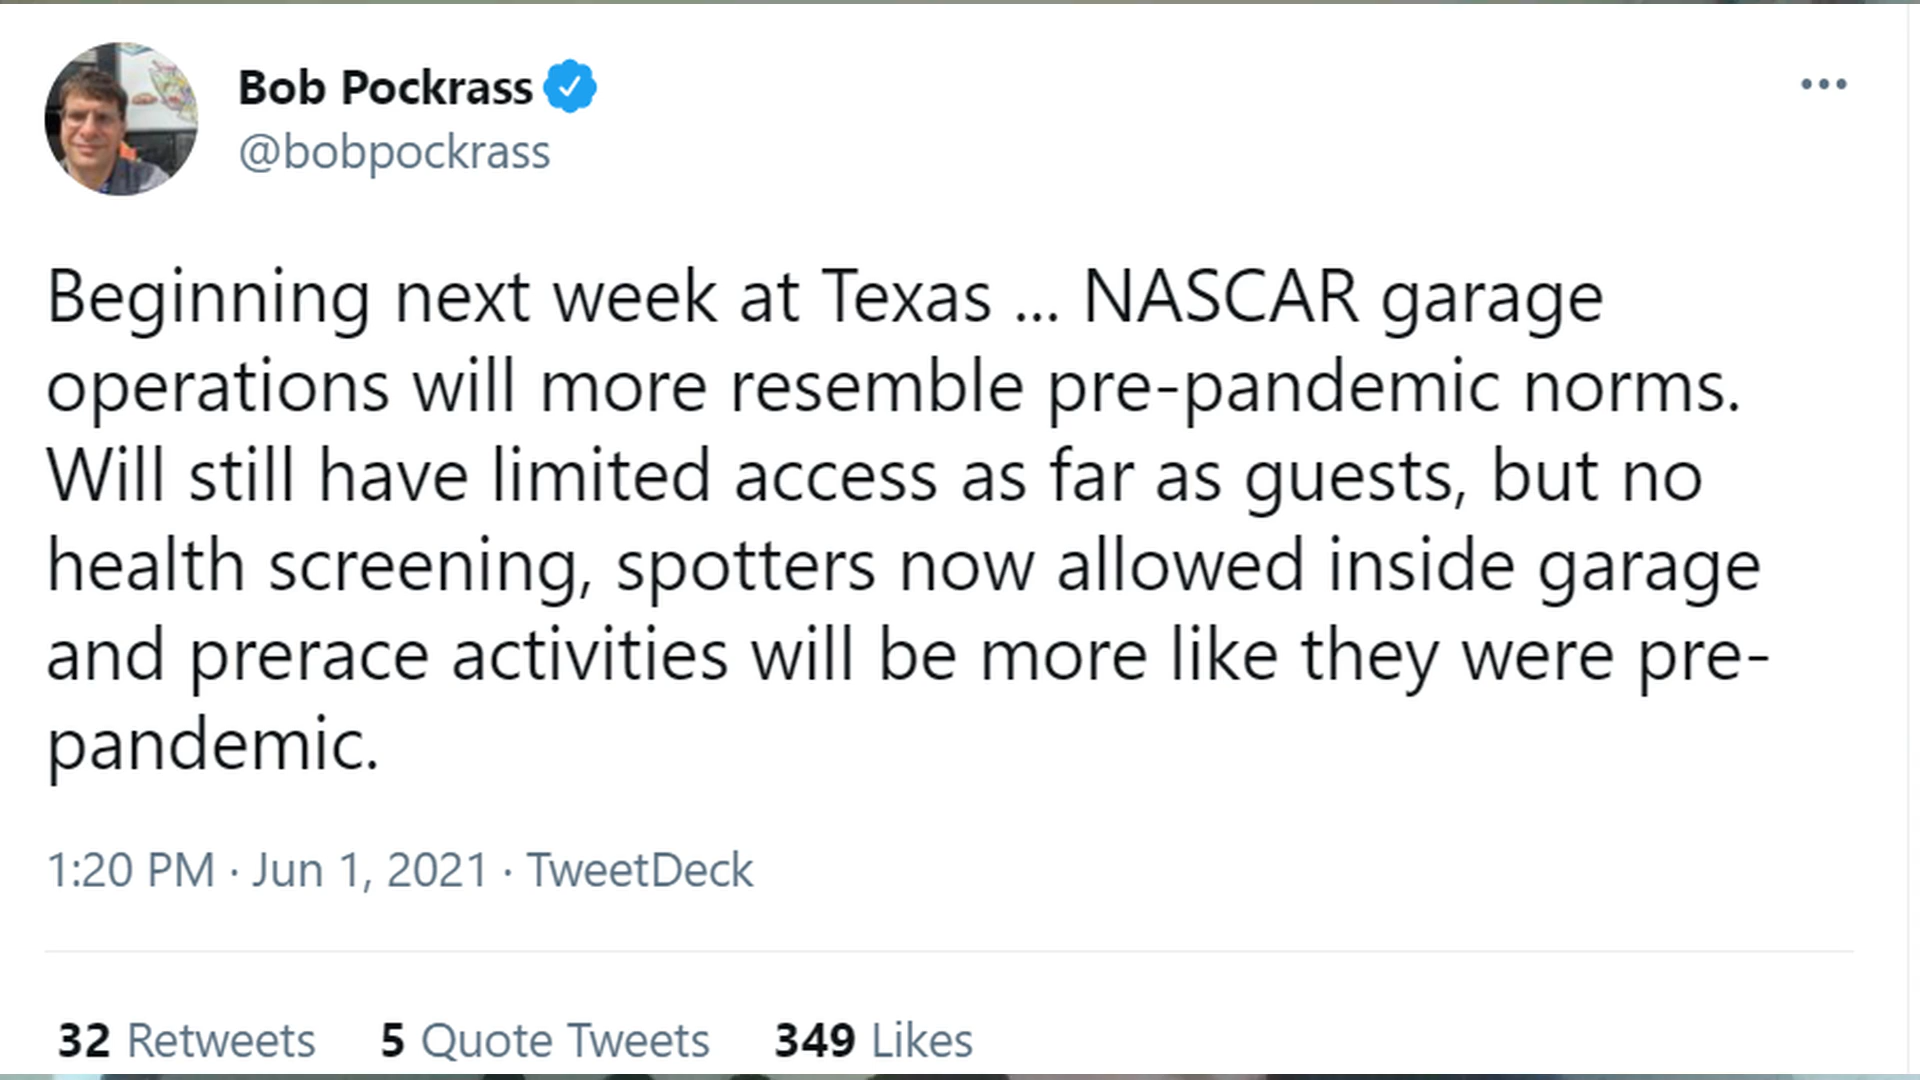 Bob Pockrass
@bobpockrass
Beginning next week at Texas ... NASCAR garage
operations will more resemble pre-pandemic norms.
Will still have limited access as far as guests, but no
health screening, spotters now allowed inside garage
and prerace activities will be more like they were pre-
pandemic.
1:20 PM · Jun 1, 2021 · TweetDeck
32 Retweets 5 Quote Tweets 349 Likes